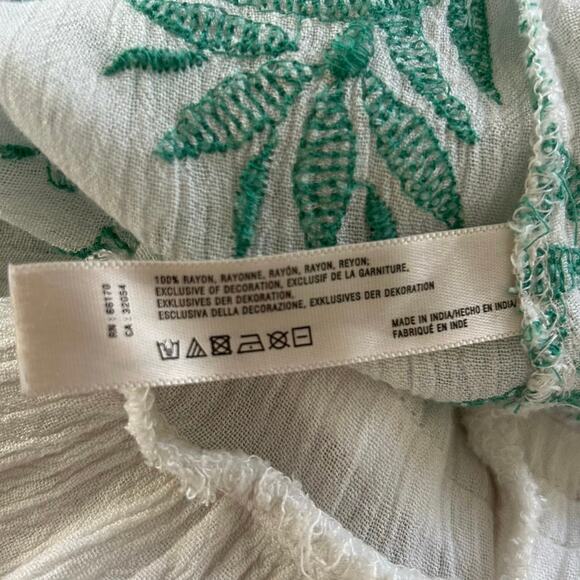 RN 66170
CA 32054
100% RAYON, RAYONNE, RAYÓN, RAYON, REYON;
EXCLUSIVE OF DECORATION, EXCLUSIF DE LA GARNITURE,
EXKLUSIVES DER DEKORATION, EXKLUSIVES DER DEKORATION
ESCLUSIVA DELLA DECORAZIONE,
MADE IN INDIA/HECHO EN INDIA/
FABRIQUÉ EN INDE